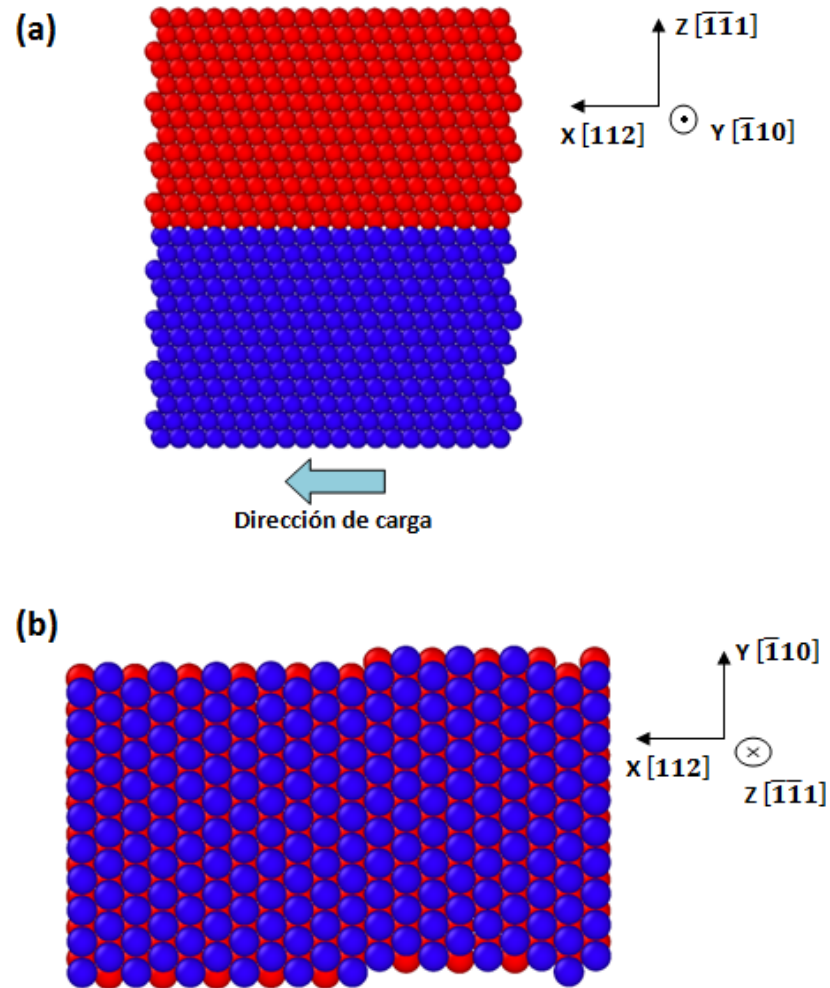 (a)
Z [1̅1̅1]
X [112]
Y [1̅10]
Dirección de carga
(b)
Y [1̅10]
X [112]
Z [1̅1̅1]